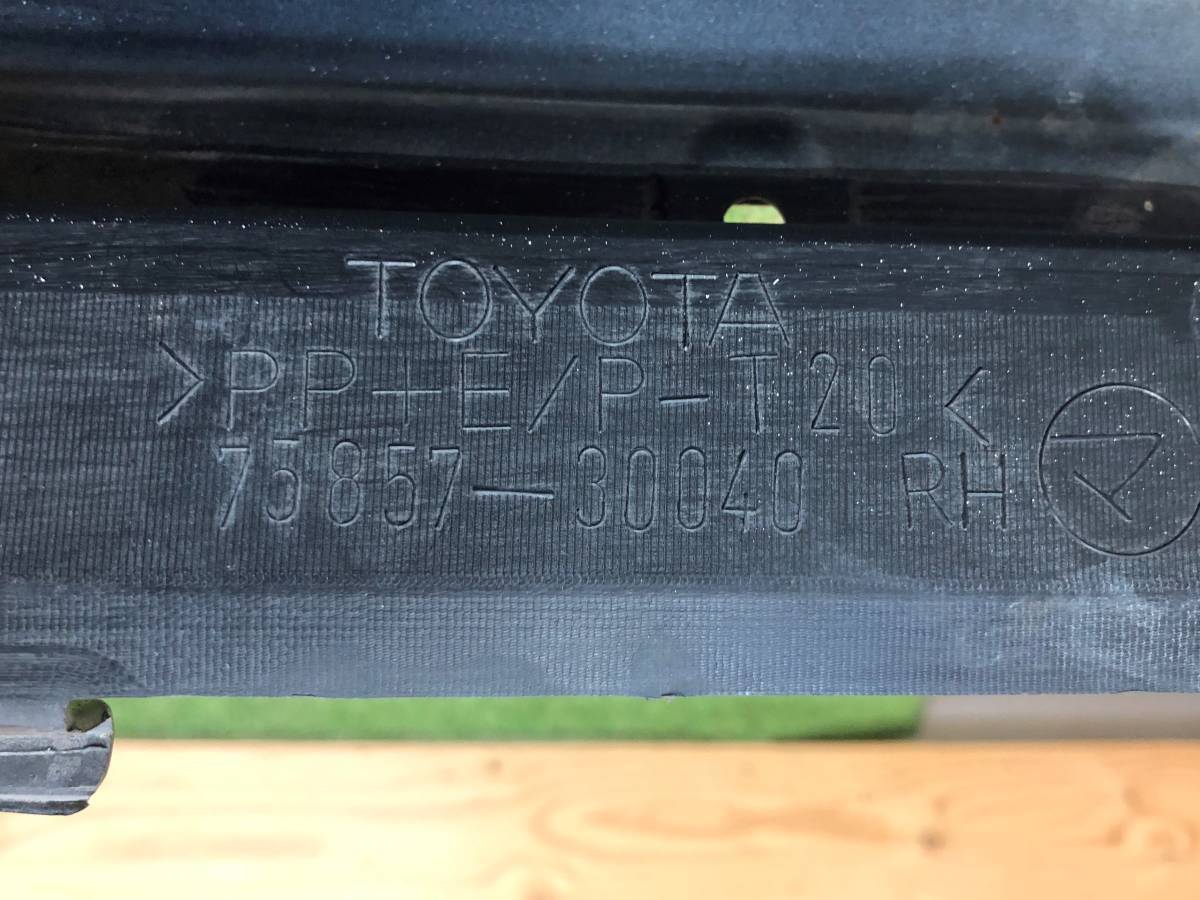 TOYOTA
>PP+E/P-T20<
75857-30040 RH